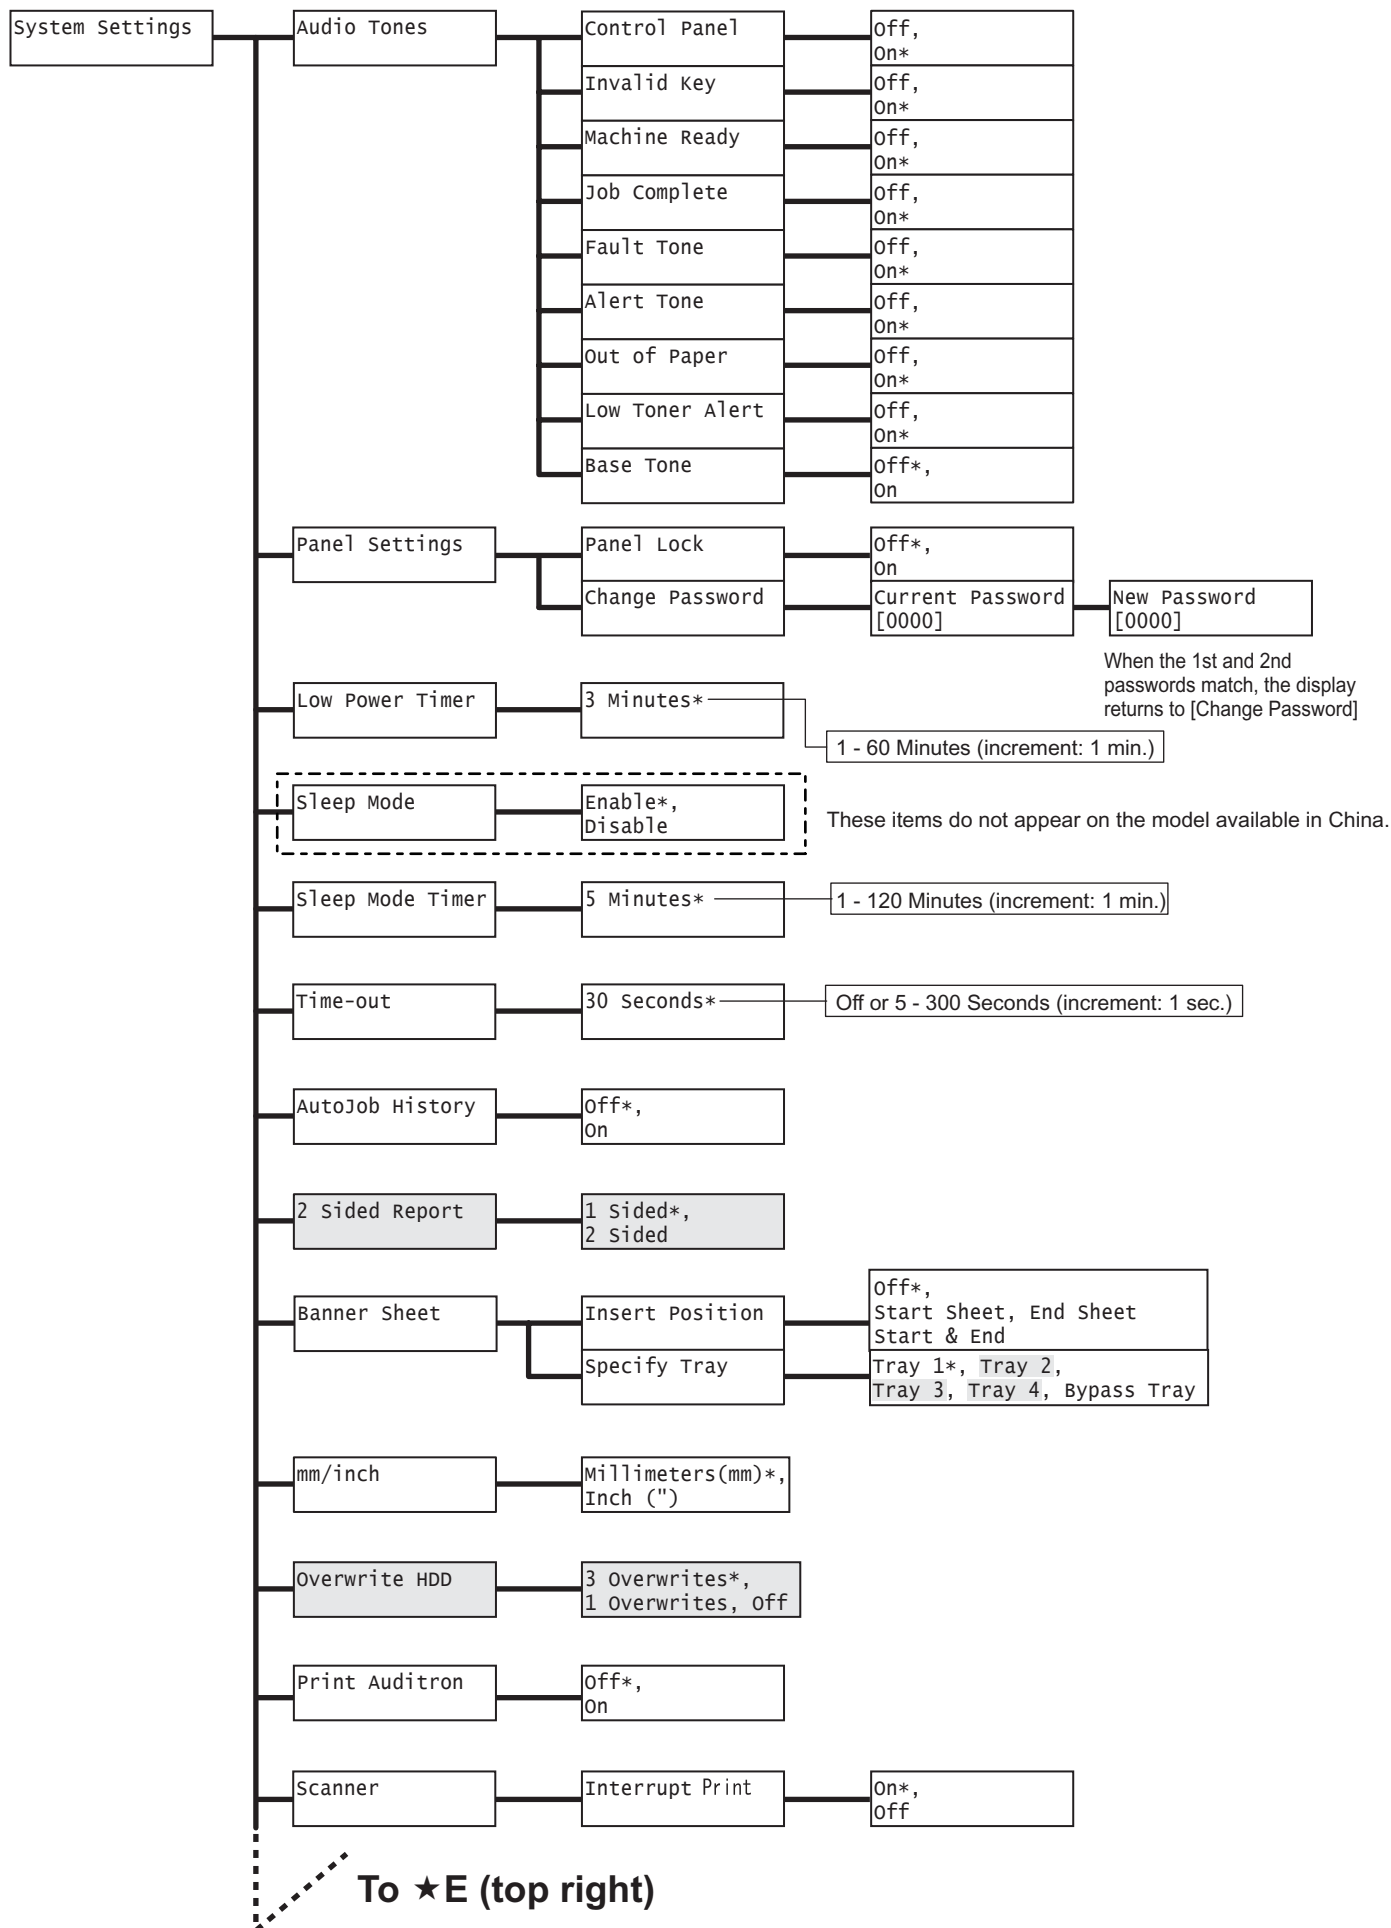 System Settings
Audio Tones
Control Panel
Off,
On*
Invalid Key
Off,
On*
Machine Ready
Off,
On*
Job Complete
Off,
On*
Fault Tone
Off,
On*
Alert Tone
Off,
On*
Out of Paper
Off,
On*
Low Toner Alert
Off,
On*
Base Tone
Off*,
On
Panel Settings
Panel Lock
Off*,
On
Change Password
Current Password
[0000]
New Password
[0000]
When the 1st and 2nd
passwords match, the display
returns to [Change Password]
Low Power Timer
3 Minutes*
1 - 60 Minutes (increment: 1 min.)
Sleep Mode
Enable*,
Disable
These items do not appear on the model available in China.
Sleep Mode Timer
5 Minutes*
1 - 120 Minutes (increment: 1 min.)
Time-out
30 Seconds*
Off or 5 - 300 Seconds (increment: 1 sec.)
AutoJob History
Off*,
On
2 Sided Report
1 Sided*,
2 Sided
Banner Sheet
Insert Position
Off*,
Start Sheet, End Sheet
Start & End
Specify Tray
Tray 1*, Tray 2,
Tray 3, Tray 4, Bypass Tray
mm/inch
Millimeters(mm)*,
Inch (")
Overwrite HDD
3 Overwrites*,
1 Overwrites, Off
Print Auditron
Off*,
On
Scanner
Interrupt Print
On*,
Off
To ★E (top right)